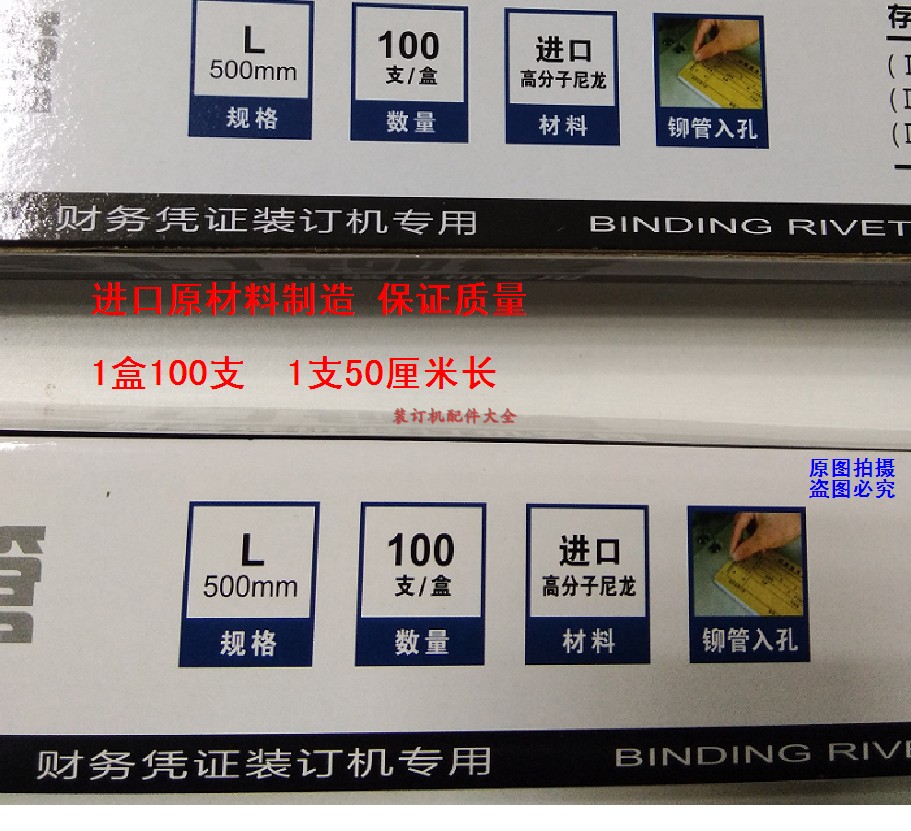 L
500mm
规格
100
支/盒
数量
进口
高分子尼龙
材料
铆管入孔
存
财务凭证装订机专用
BINDING RIVET
进口原材料制造 保证质量
1盒100支 1支50厘米长
装订机配件大全
原图拍摄
盗图必究
L
500mm
规格
100
支/盒
数量
进口
高分子尼龙
材料
铆管入孔
财务凭证装订机专用
BINDING RIVE